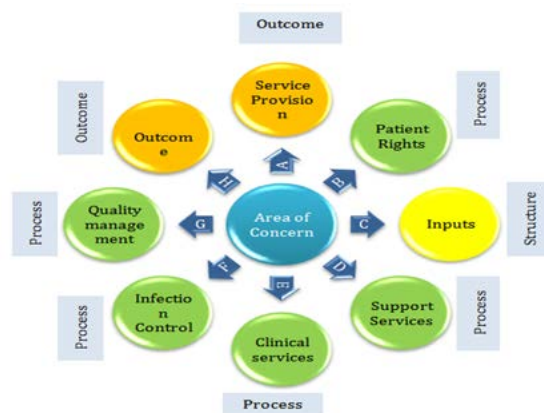 Outcome
Service
Provisio
n
A
Process
Patient
Rights
B
Inputs
C
Structure
Support
Services
D
Process
Clinical
services
E
Process
Infectio
n
Control
F
Process
Quality
manage
ment
G
Process
Outcom
e
H
Outcome
Area of
Concern